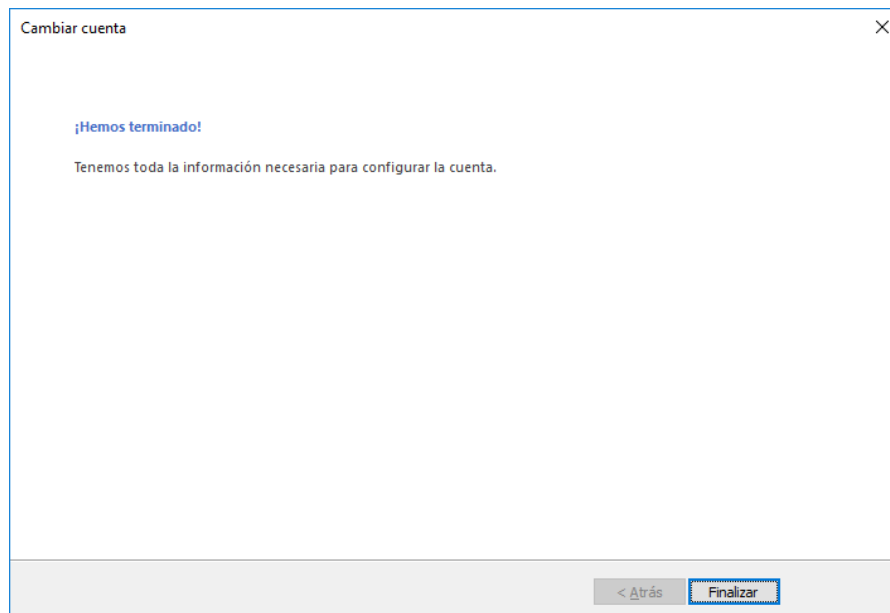 Cambiar cuenta
¡Hemos terminado!
Tenemos toda la información necesaria para configurar la cuenta.
< Atrás
Finalizar